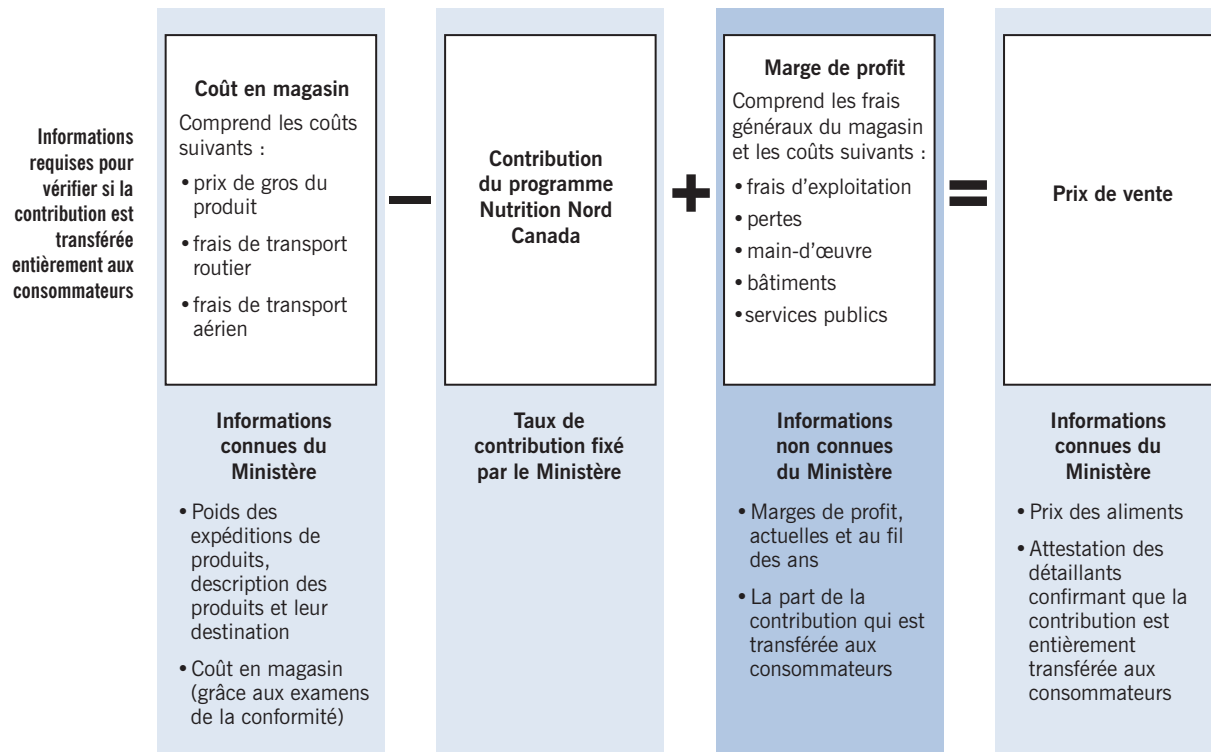 Informations
requises pour
vérifier si la
contribution est
transférée
entièrement aux
consommateurs
Coût en magasin
Comprend les coûts
suivants :
• prix de gros du
produit
• frais de transport
routier
• frais de transport
aérien
–
Contribution
du programme
Nutrition Nord
Canada
+
Marge de profit
Comprend les frais
généraux du magasin
et les coûts suivants :
• frais d'exploitation
• pertes
• main-d'œuvre
• bâtiments
• services publics
=
Prix de vente
Informations
connues du
Ministère
• Poids des
expéditions de
produits,
description des
produits et leur
destination
• Coût en magasin
(grâce aux examens
de la conformité)
Taux de
contribution fixé
par le Ministère
Informations
non connues
du Ministère
• Marges de profit,
actuelles et au fil
des ans
• La part de la
contribution qui est
transférée aux
consommateurs
Informations
connues du
Ministère
• Prix des aliments
• Attestation des
détaillants
confirmant que la
contribution est
entièrement
transférée aux
consommateurs